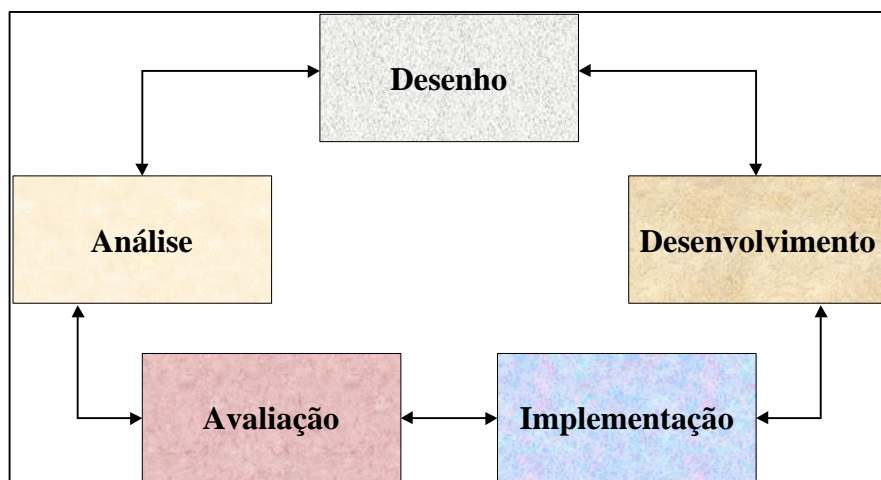 Desenho
Análise
Desenvolvimento
Avaliação
Implementação